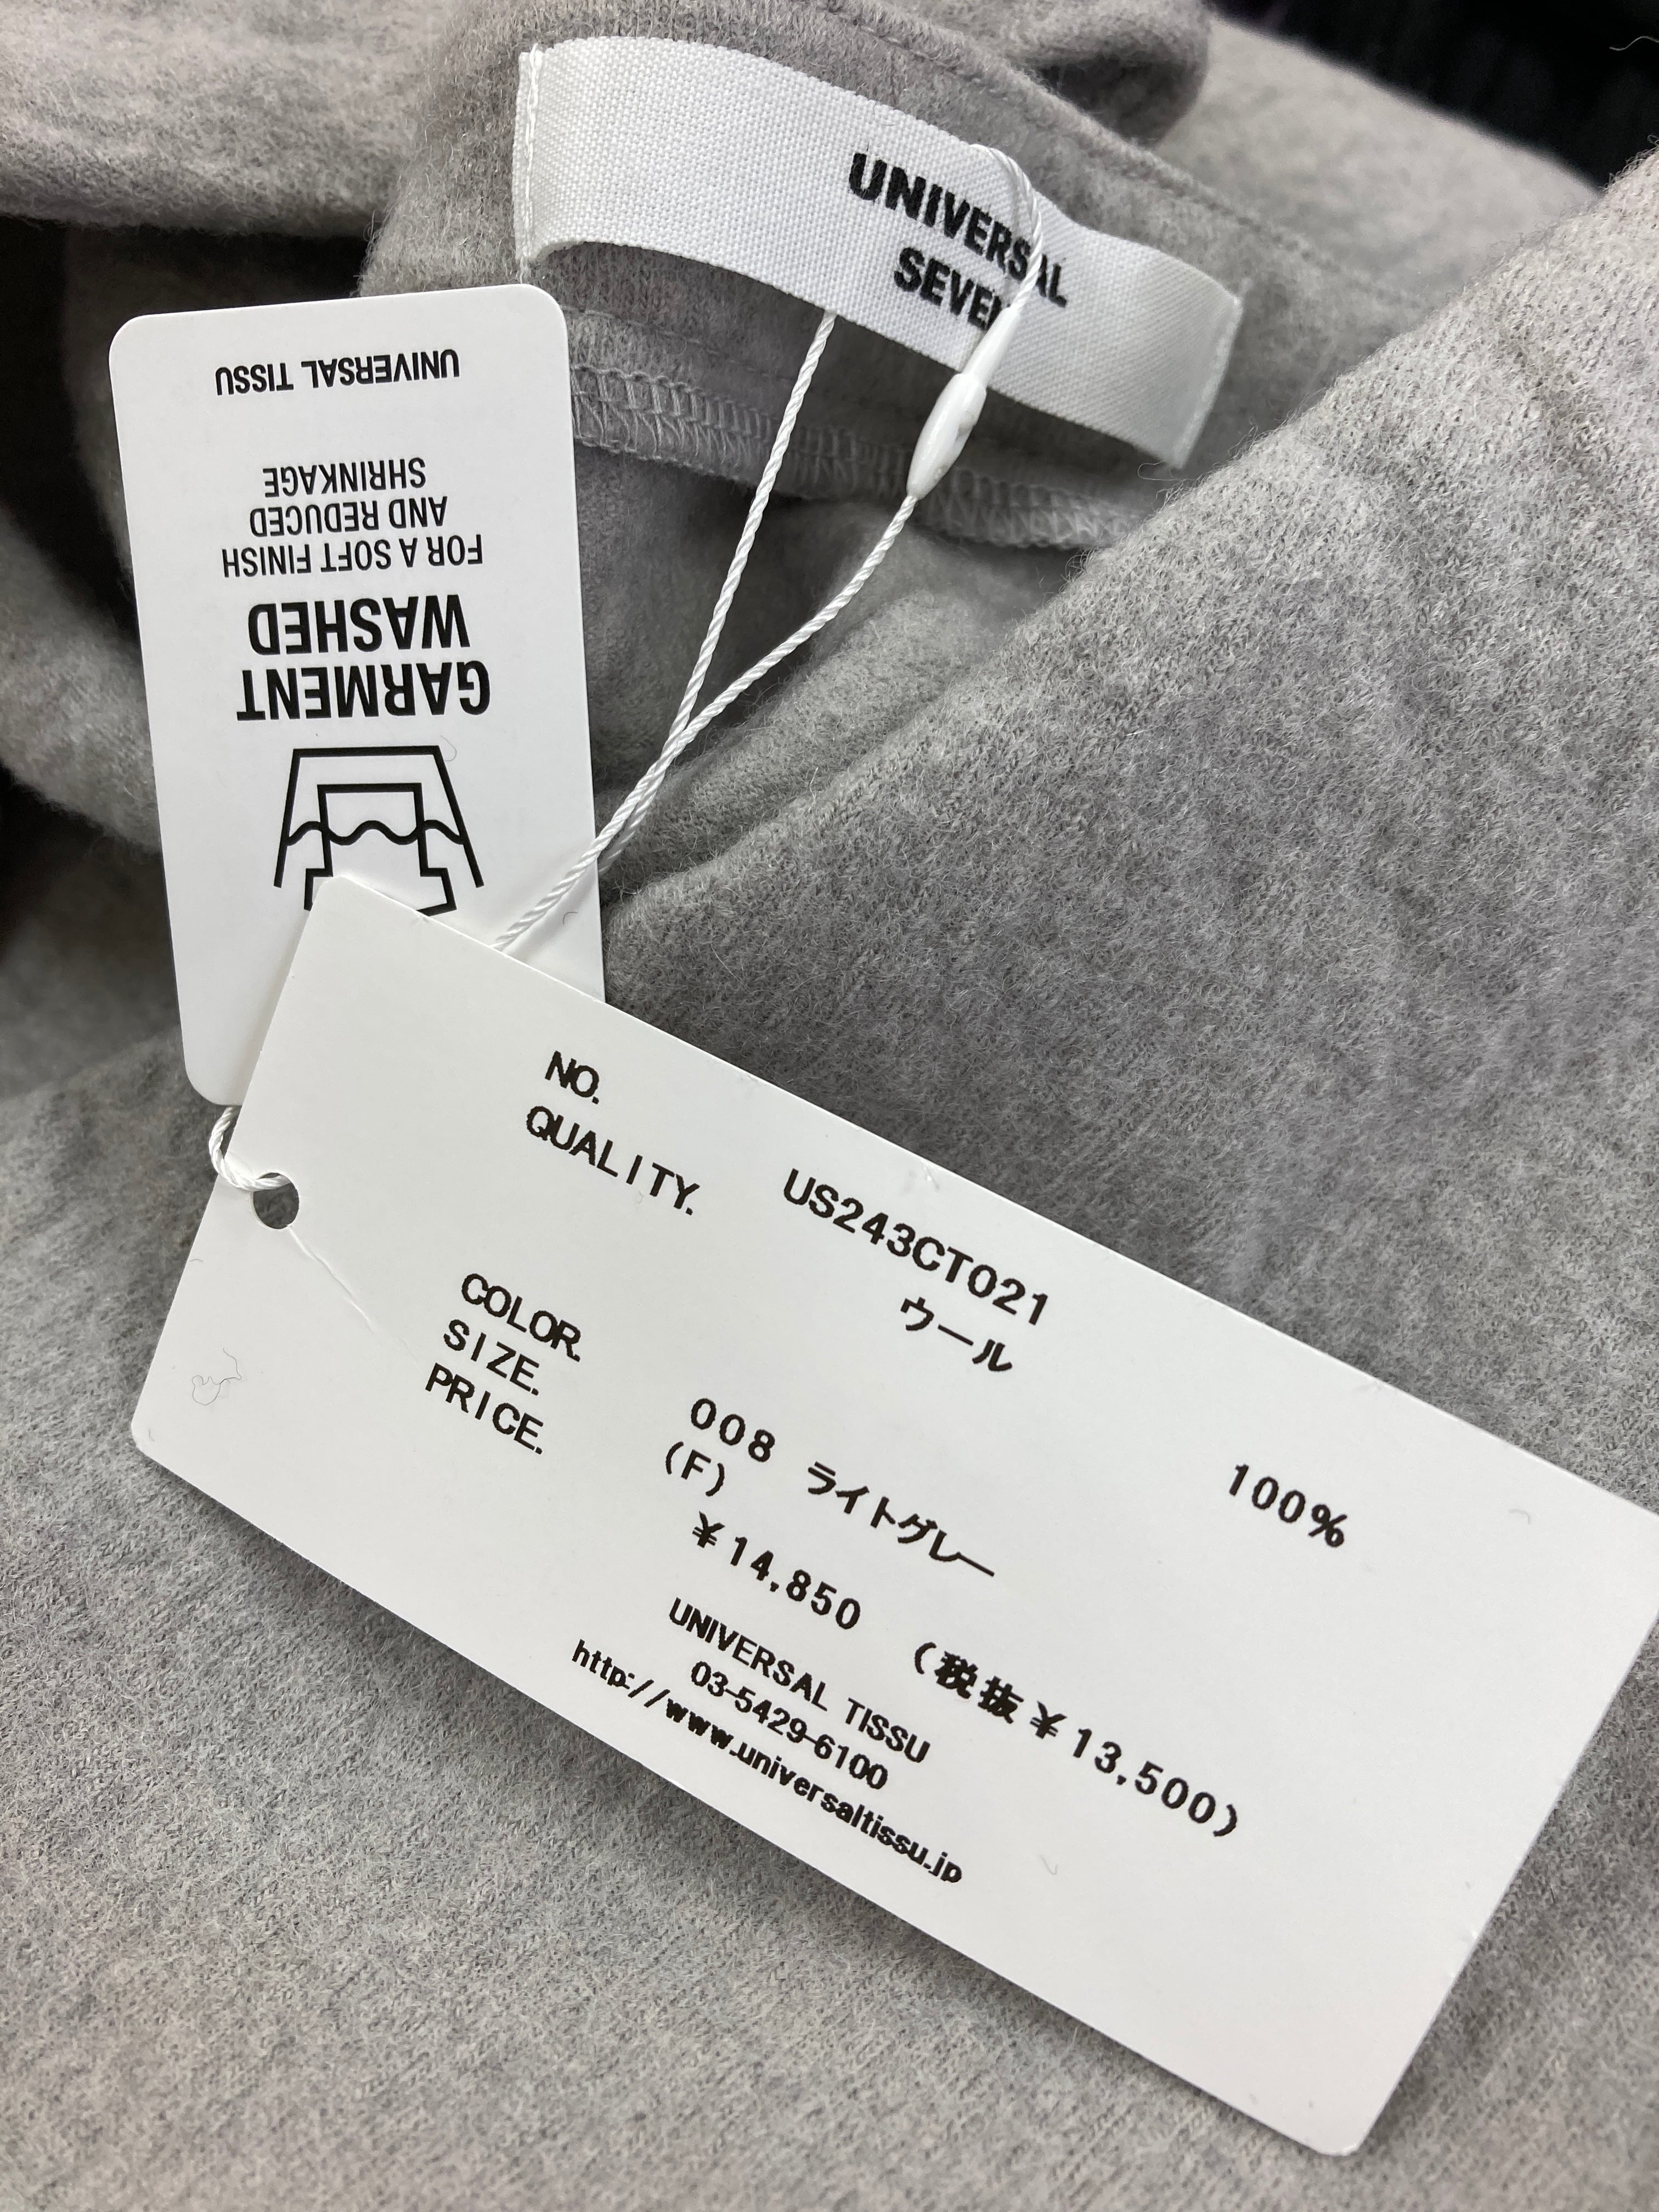 UNIVERSAL
SEVEN
GARMENT
WASHED
FOR A SOFT FINISH
AND REDUCED
SHRINKAGE
UNIVERSAL TISSU
NO. US243CT021
QUALITY. ウール 100%
COLOR. 008 ライトグレー
SIZE. (F)
PRICE. ¥14,850 (税抜¥13,500)
UNIVERSAL TISSU
03-5429-6100
http://www.universaltissu.jp